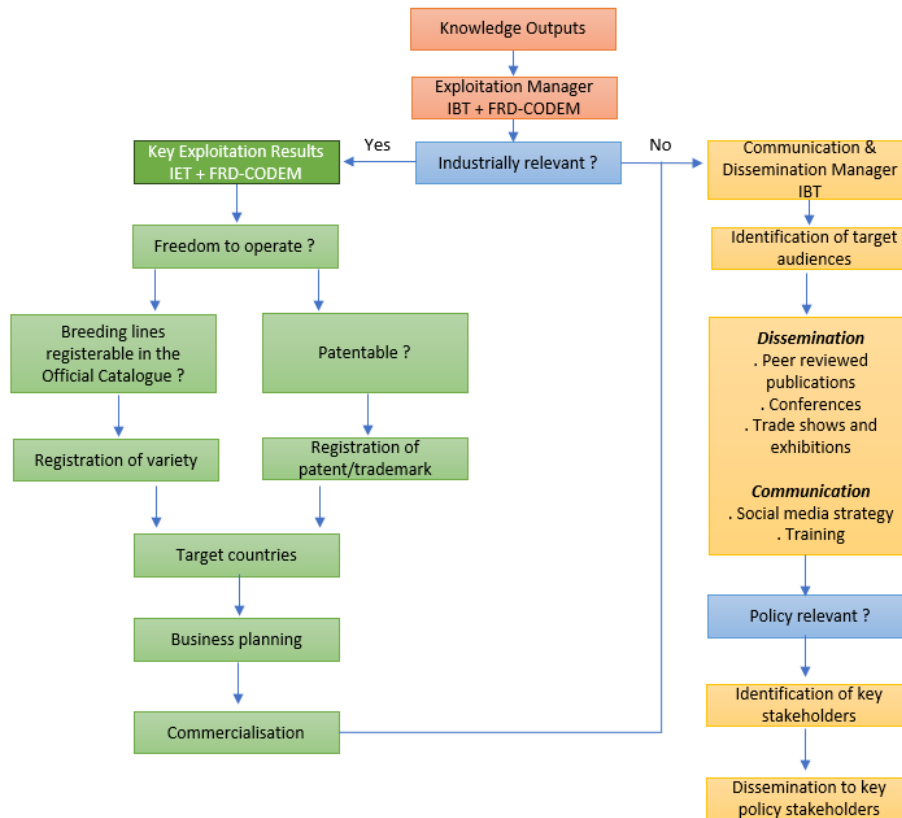 Knowledge Outputs
Exploitation Manager
IBT + FRD-CODEM
Industrially relevant ?
Yes
No
Key Exploitation Results
IET + FRD-CODEM
Freedom to operate ?
Breeding lines
registerable in the
Official Catalogue ?
Patentable ?
Registration of variety
Registration of
patent/trademark
Target countries
Business planning
Commercialisation
Communication &
Dissemination Manager
IBT
Identification of target
audiences
Dissemination
. Peer reviewed
publications
. Conferences
. Trade shows and
exhibitions
Communication
. Social media strategy
. Training
Policy relevant ?
Identification of key
stakeholders
Dissemination to key
policy stakeholders